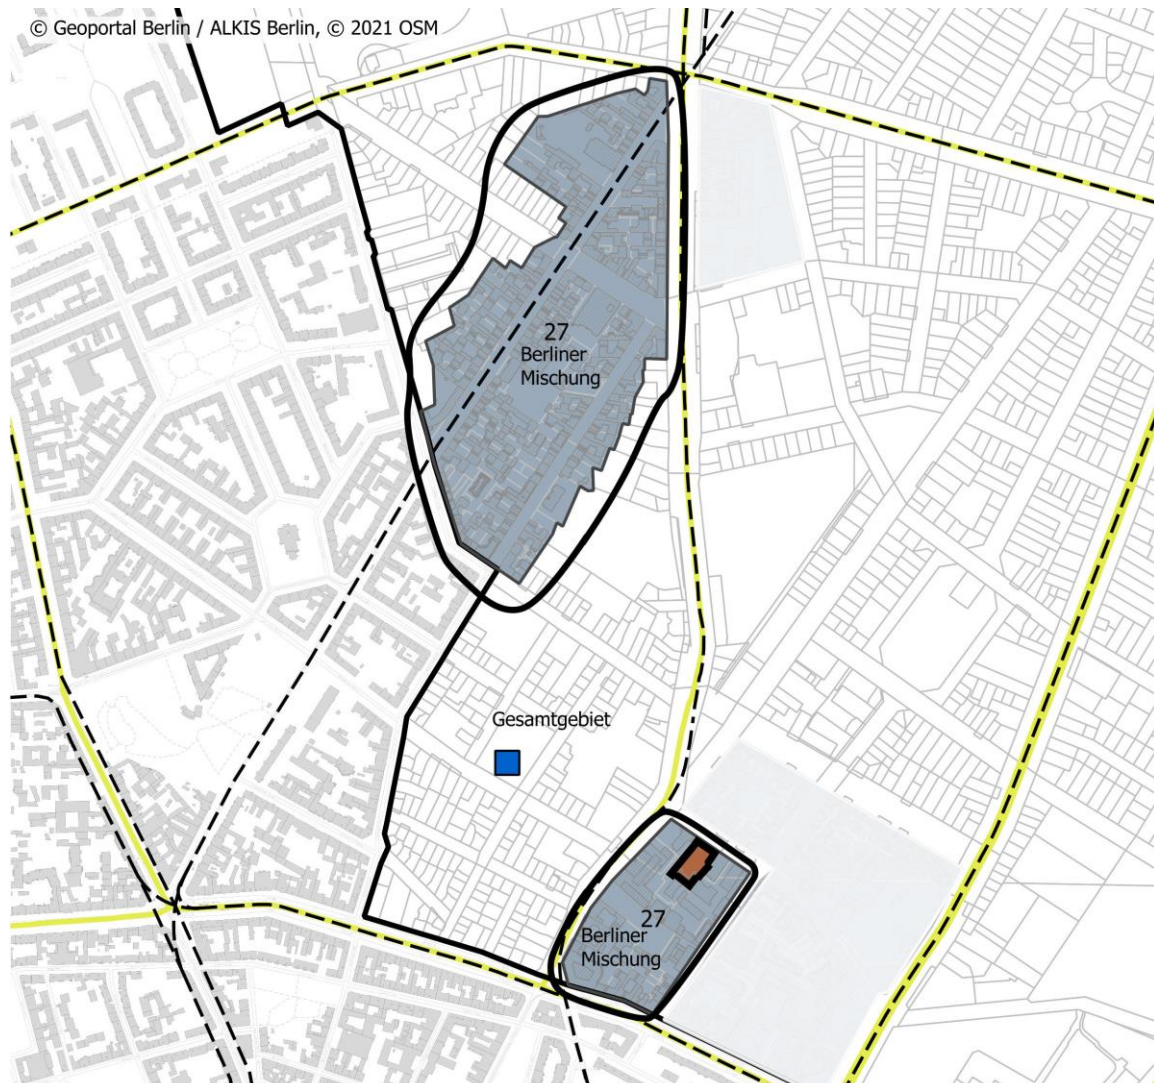 © Geoportal Berlin / ALKIS Berlin, © 2021 OSM
27
Berliner
Mischung
Gesamtgebiet
27
Berliner
Mischung